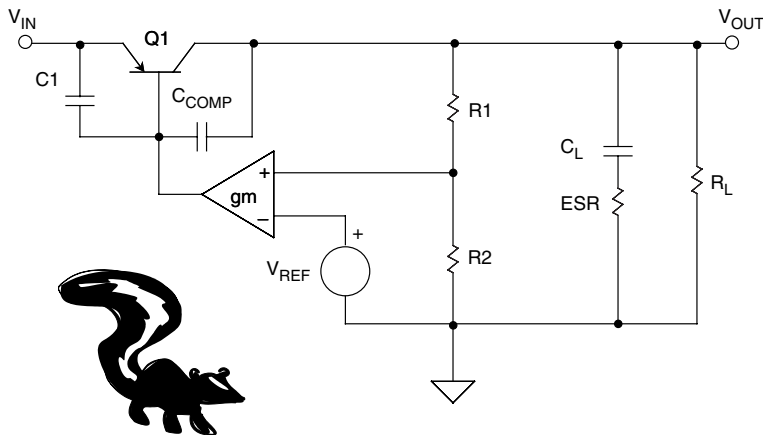 V_IN
Q1
V_OUT
C1
C_COMP
R1
C_L
R_L
+
gm
−
ESR
+
V_REF
R2